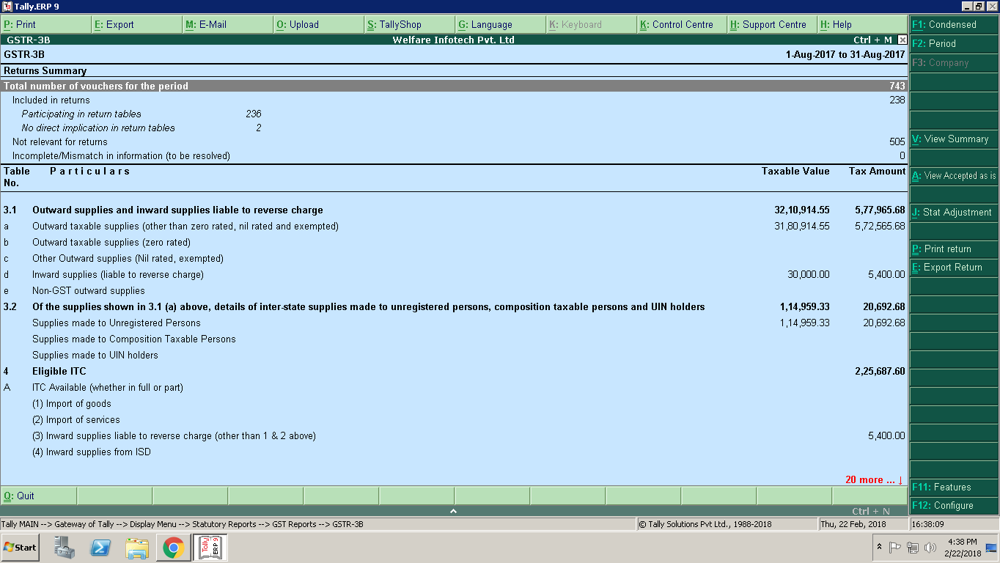 Tally.ERP 9
P: Print E: Export M: E-Mail O: Upload S: TallyShop G: Language K: Keyboard K: Control Centre H: Support Centre H: Help
GSTR-3B Welfare Infotech Pvt. Ltd Ctrl + M
GSTR-3B 1-Aug-2017 to 31-Aug-2017
Returns Summary
Total number of vouchers for the period 743
Included in returns 238
Participating in return tables 236
No direct implication in return tables 2
Not relevant for returns 505
Incomplete/Mismatch in information (to be resolved) 0
Table No. Particulars Taxable Value Tax Amount
3.1 Outward supplies and inward supplies liable to reverse charge 32,10,914.55 5,77,965.68
a Outward taxable supplies (other than zero rated, nil rated and exempted) 31,80,914.55 5,72,565.68
b Outward taxable supplies (zero rated)
c Other Outward supplies (Nil rated, exempted)
d Inward supplies (liable to reverse charge) 30,000.00 5,400.00
e Non-GST outward supplies
3.2 Of the supplies shown in 3.1 (a) above, details of inter-state supplies made to unregistered persons, composition taxable persons and UIN holders 1,14,959.33 20,692.68
Supplies made to Unregistered Persons 1,14,959.33 20,692.68
Supplies made to Composition Taxable Persons
Supplies made to UIN holders
4 Eligible ITC 2,25,687.60
A ITC Available (whether in full or part)
(1) Import of goods
(2) Import of services
(3) Inward supplies liable to reverse charge (other than 1 & 2 above) 5,400.00
(4) Inward supplies from ISD
20 more ... ↓
F1: Condensed
F2: Period
F3: Company
V: View Summary
A: View Accepted as is
J: Stat Adjustment
P: Print return
E: Export Return
F11: Features
F12: Configure
Q: Quit
Ctrl + N
Tally MAIN --> Gateway of Tally --> Display Menu --> Statutory Reports --> GST Reports --> GSTR-3B © Tally Solutions Pvt Ltd., 1988-2018 Thu, 22 Feb, 2018 16:38:09
Start Tally ERP 9 4:38 PM
2/22/2018